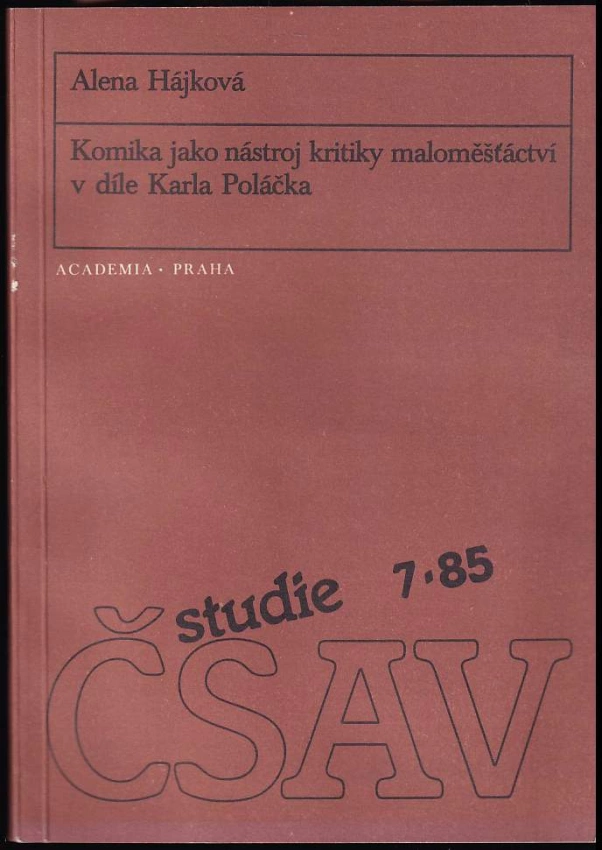 Alena Hájková
Komika jako nástroj kritiky maloměšťáctví
v díle Karla Poláčka
ACADEMIA · PRAHA
studie 7·85
ČSAV